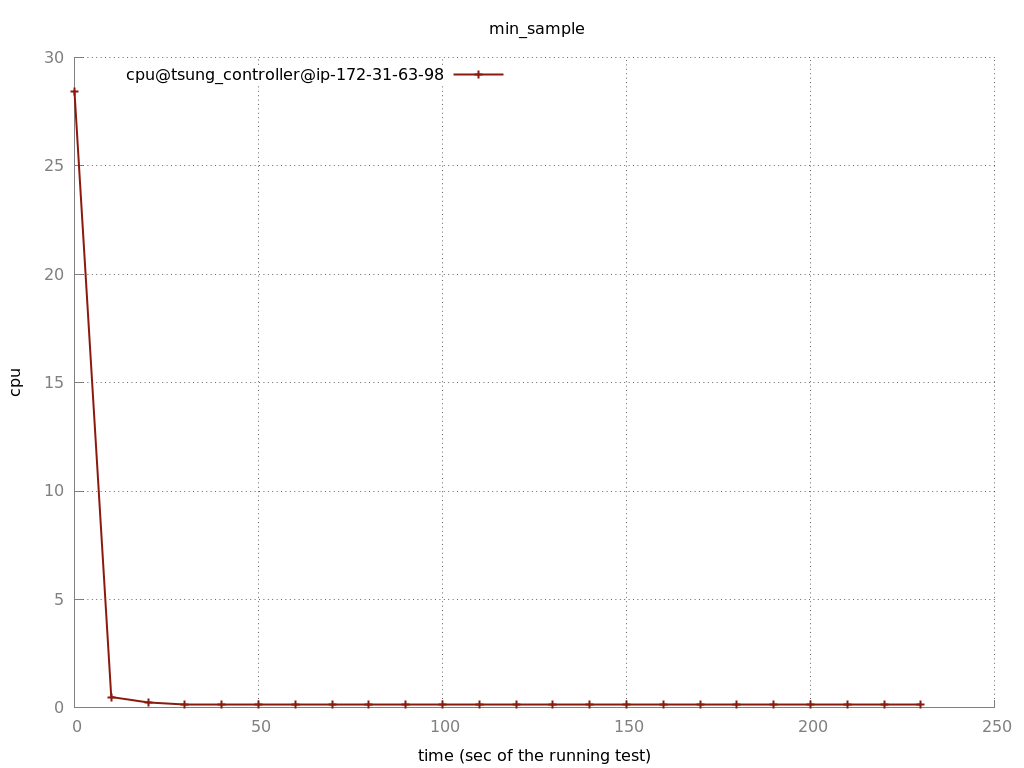 min_sample
30
cpu@tsung_controller@ip-172-31-63-98
25
20
15
cpu
10
5
0
0 50 100 150 200 250
time (sec of the running test)